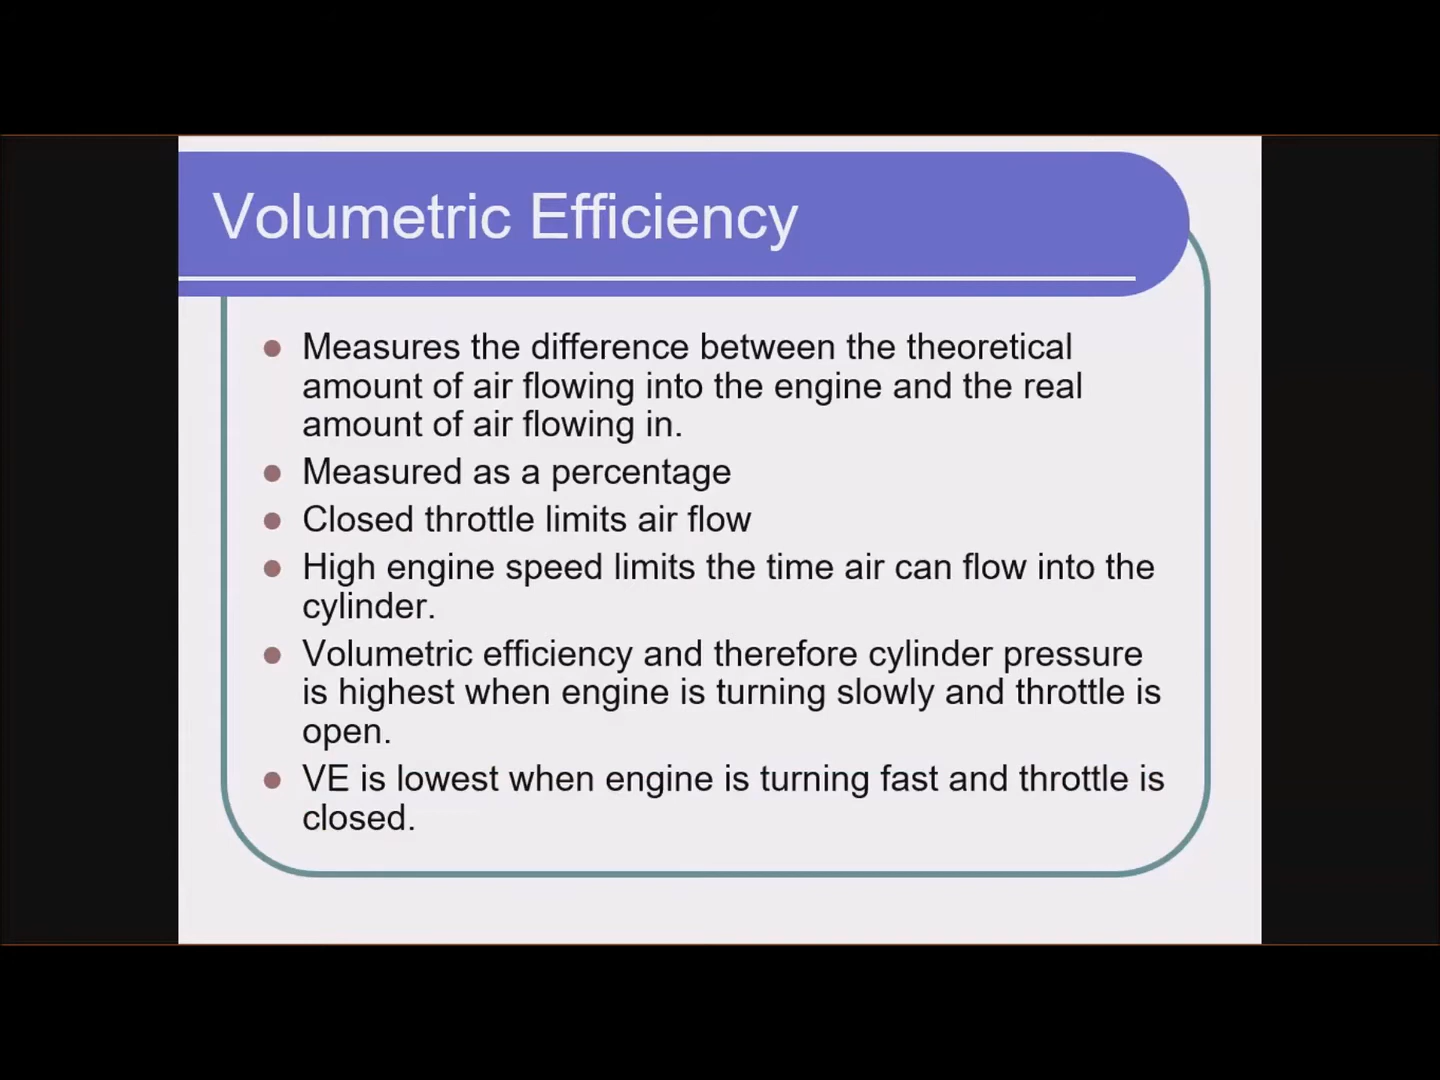 Volumetric Efficiency
Measures the difference between the theoretical
amount of air flowing into the engine and the real
amount of air flowing in.
Measured as a percentage
Closed throttle limits air flow
High engine speed limits the time air can flow into the
cylinder.
Volumetric efficiency and therefore cylinder pressure
is highest when engine is turning slowly and throttle is
open.
VE is lowest when engine is turning fast and throttle is
closed.